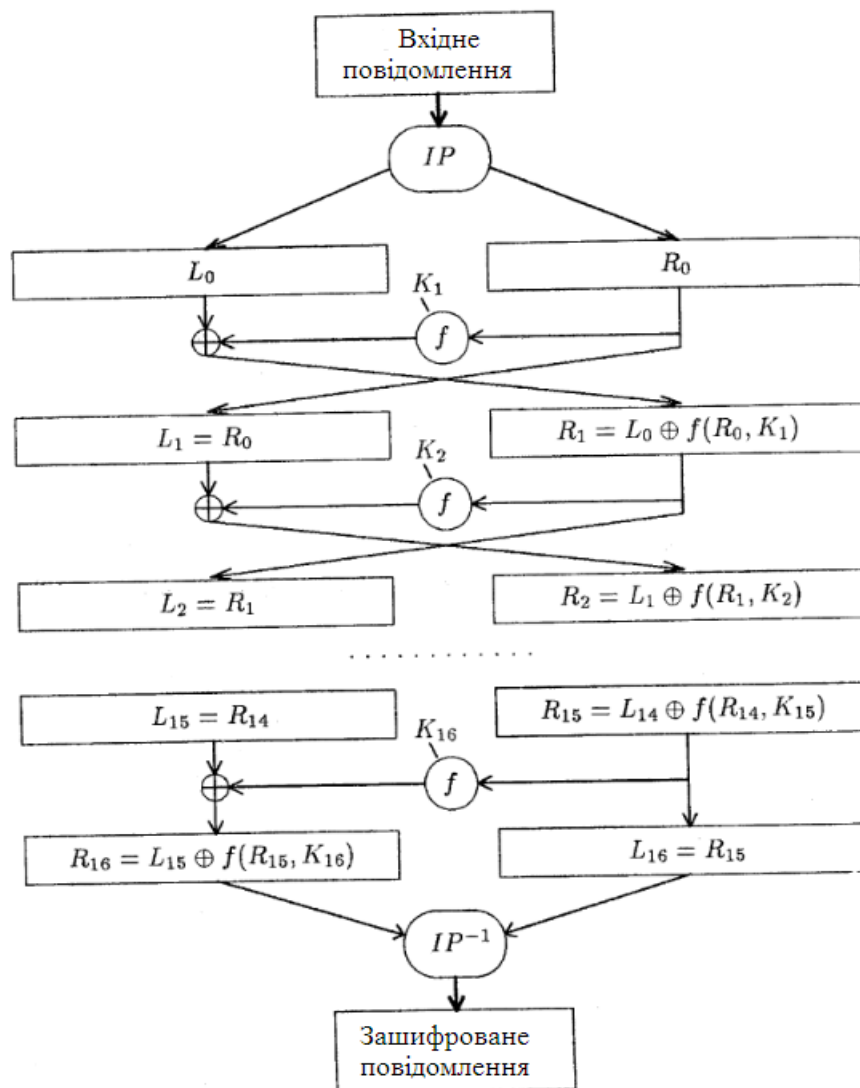 Вхідне
повідомлення
IP
L₀
R₀
K₁
f
L₁ = R₀
R₁ = L₀ ⊕ f(R₀, K₁)
K₂
f
L₂ = R₁
R₂ = L₁ ⊕ f(R₁, K₂)
. . . . . . . . . . . .
L₁₅ = R₁₄
R₁₅ = L₁₄ ⊕ f(R₁₄, K₁₅)
K₁₆
f
R₁₆ = L₁₅ ⊕ f(R₁₅, K₁₆)
L₁₆ = R₁₅
IP⁻¹
Зашифроване
повідомлення